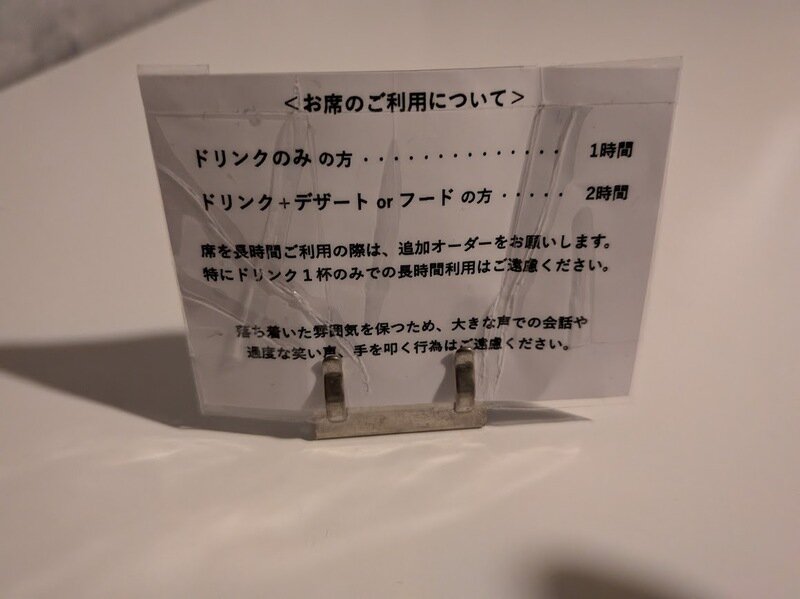 ＜お席のご利用について＞
ドリンクのみ の方 ・・・・・・・・・・・・・・ 1時間
ドリンク＋デザート or フード の方 ・・・・・ 2時間
席を長時間ご利用の際は、追加オーダーをお願いします。
特にドリンク１杯のみでの長時間利用はご遠慮ください。
落ち着いた雰囲気を保つため、大きな声での会話や
過度な笑い声、手を叩く行為はご遠慮ください。